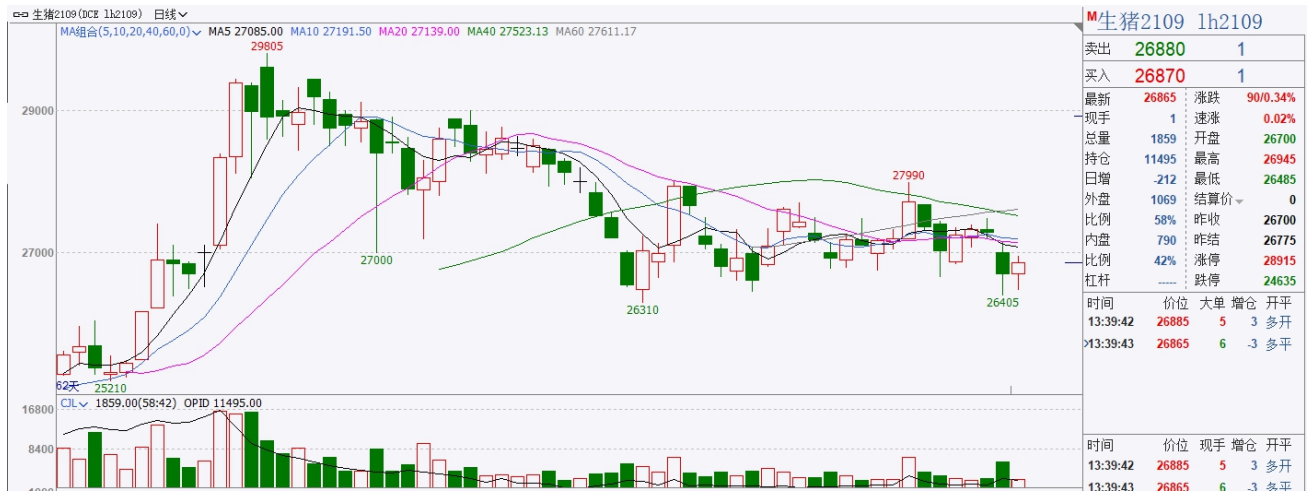 生猪2109(DCE lh2109) 日线
MA组合(5,10,20,40,60,0) MA5 27085.00 MA10 27191.50 MA20 27139.00 MA40 27523.13 MA60 27611.17
29805
29000
27990
27000
27000
26310
26405
62天
25210
CJL 1859.00(58:42) OPID 11495.00
16800
8400
M生猪2109 lh2109
卖出 26880 1
买入 26870 1
最新 26865 涨跌 90/0.34%
现手 1 速涨 0.02%
总量 1859 开盘 26700
持仓 11495 最高 26945
日增 -212 最低 26485
外盘 1069 结算价 0
比例 58% 昨收 26700
内盘 790 昨结 26775
比例 42% 涨停 28915
杠杆 ----- 跌停 24635
时间 价位 大单 增仓 开平
13:39:42 26885 5 3 多开
13:39:43 26865 6 -3 多平
时间 价位 现手 增仓 开平
13:39:42 26885 5 3 多开
13:39:43 26865 6 -3 多平